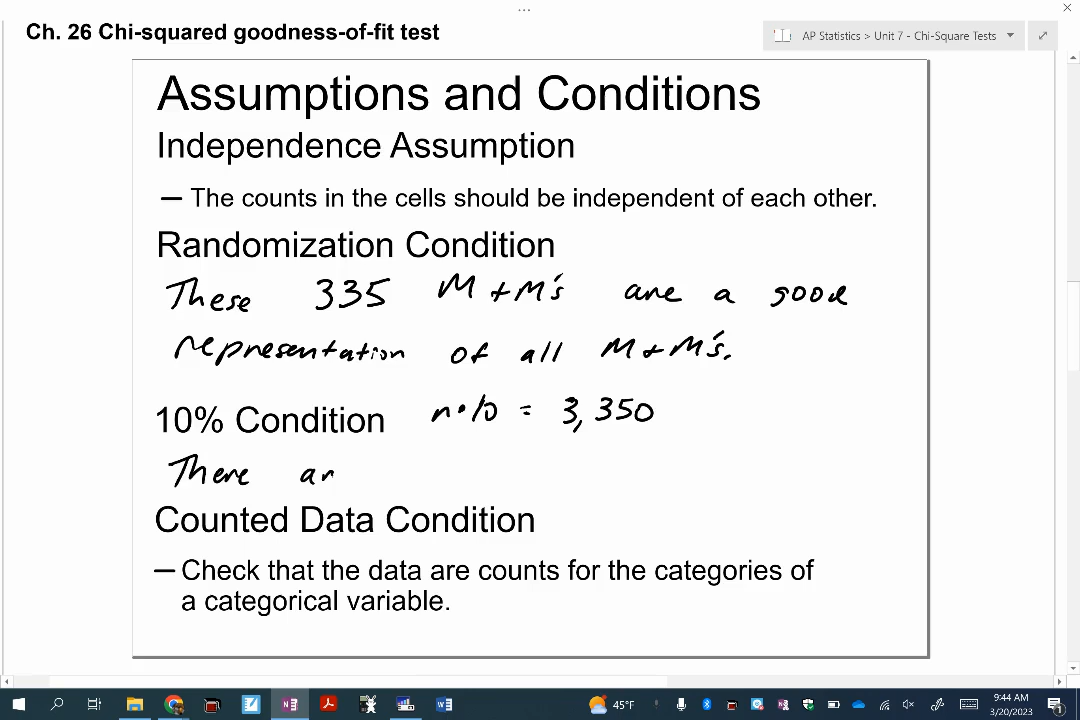 Ch. 26 Chi-squared goodness-of-fit test
AP Statistics > Unit 7 - Chi-Square Tests
Assumptions and Conditions
Independence Assumption
— The counts in the cells should be independent of each other.
Randomization Condition
These 335 M+M's are a good
representation of all M+M's.
10% Condition n·10 = 3,350
There ar
Counted Data Condition
— Check that the data are counts for the categories of
a categorical variable.
45°F
9:44 AM
3/20/2023